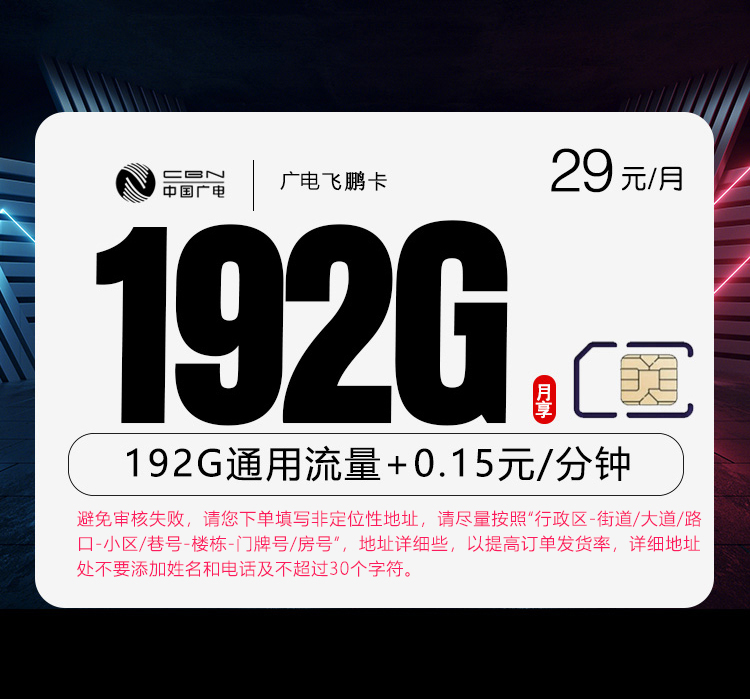 CBN
中国广电
广电飞鹏卡
29元/月
192G
月享
192G通用流量+0.15元/分钟
避免审核失败，请您下单填写非定位性地址，请尽量按照“行政区-街道/大道/路
口-小区/巷号-楼栋-门牌号/房号”，地址详细些，以提高订单发货率，详细地址
处不要添加姓名和电话及不超过30个字符。